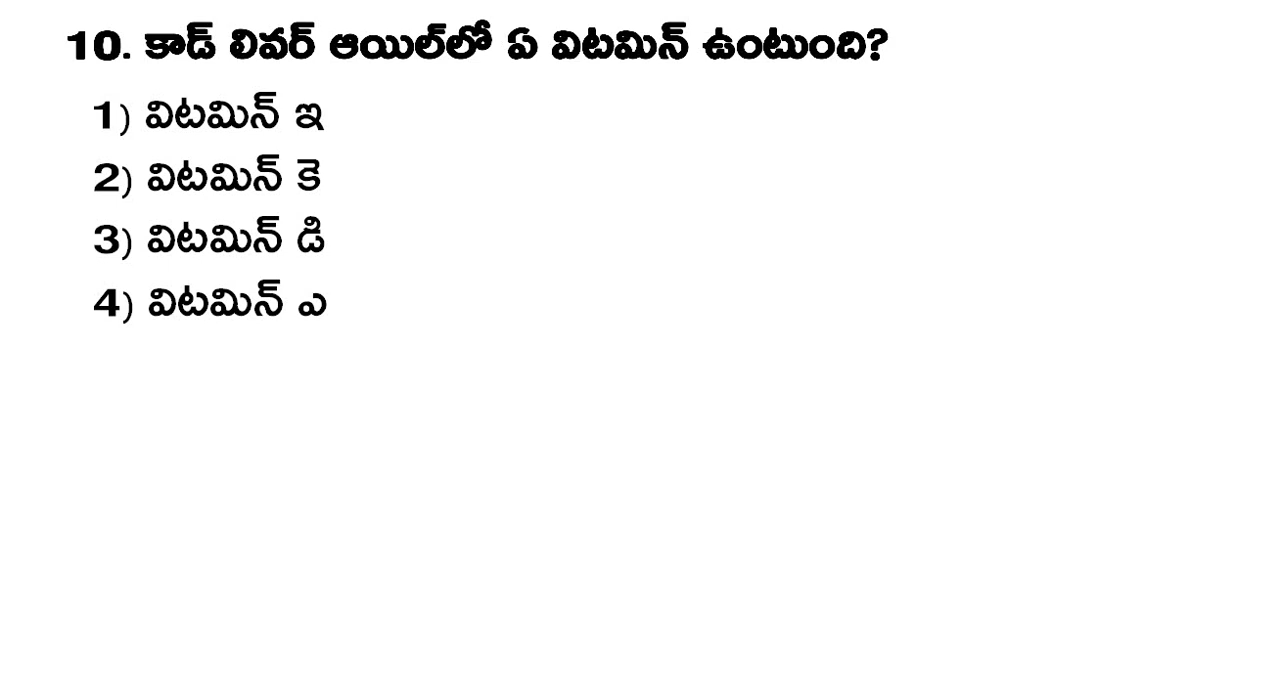 10. కాడ్ లివర్ ఆయిల్‌లో ఏ విటమిన్ ఉంటుంది?
1) విటమిన్ ఇ
2) విటమిన్ కె
3) విటమిన్ డి
4) విటమిన్ ఎ